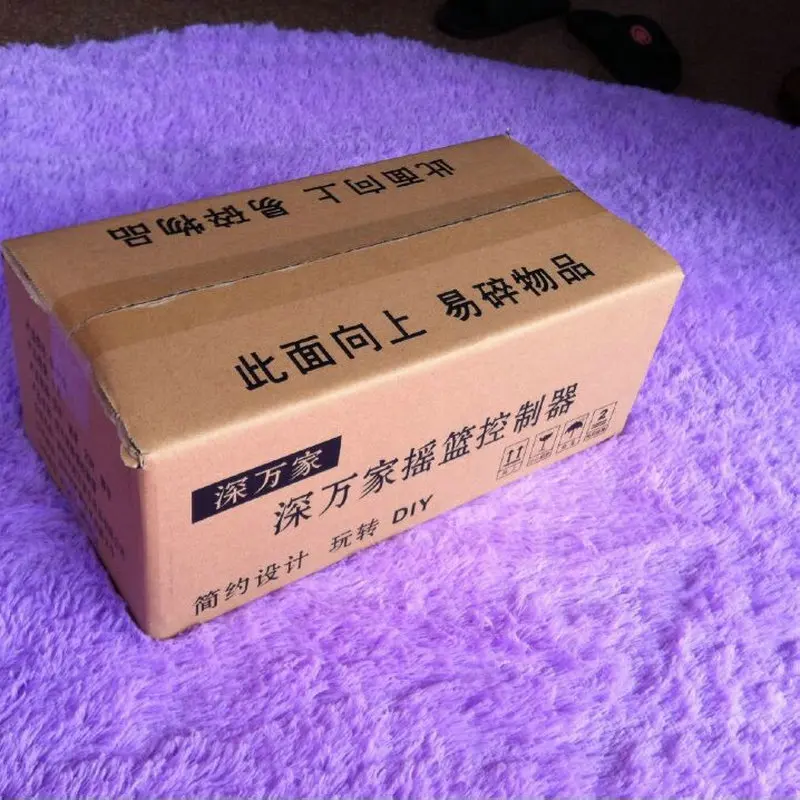 此面向上 易碎物品
此面向上 易碎物品
深万家
深万家摇篮控制器
简约设计 玩转 DIY
2